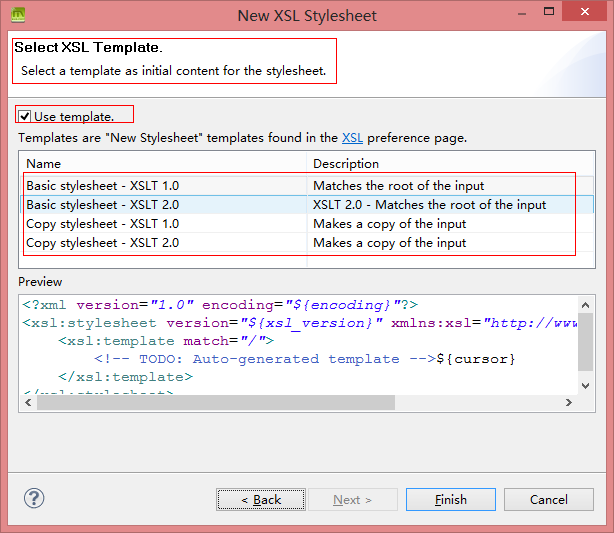 New XSL Stylesheet
Select XSL Template.
Select a template as initial content for the stylesheet.
Use template.
Templates are "New Stylesheet" templates found in the XSL preference page.
Name Description
Basic stylesheet - XSLT 1.0 Matches the root of the input
Basic stylesheet - XSLT 2.0 XSLT 2.0 - Matches the root of the input
Copy stylesheet - XSLT 1.0 Makes a copy of the input
Copy stylesheet - XSLT 2.0 Makes a copy of the input
Preview
<?xml version="1.0" encoding="${encoding}"?>
<xsl:stylesheet version="${xsl_version}" xmlns:xsl="http://www
<xsl:template match="/">
<!-- TODO: Auto-generated template -->${cursor}
</xsl:template>
</xsl:stylesheet>
< Back Next > Finish Cancel